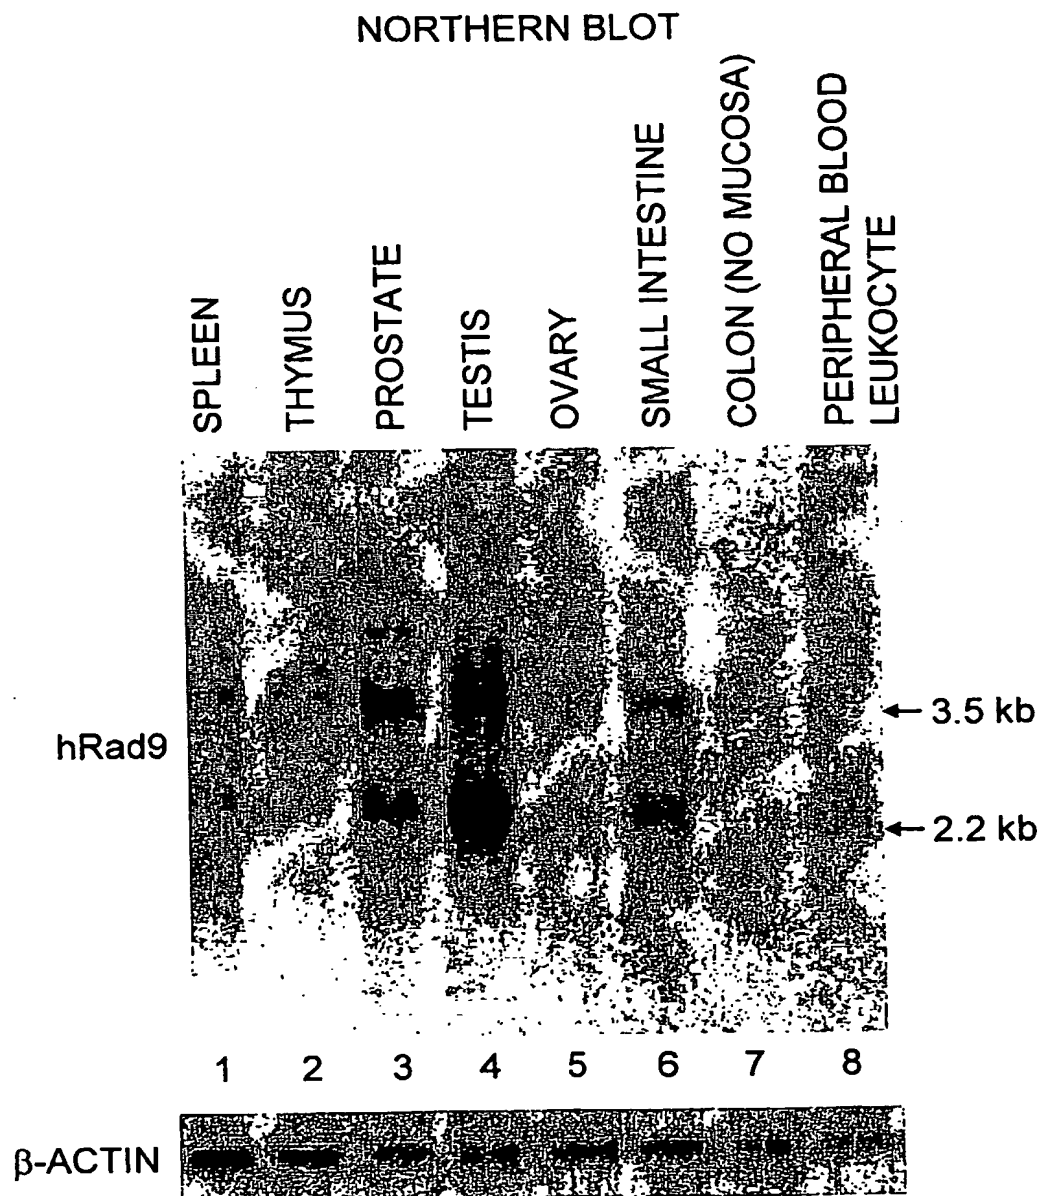 NORTHERN BLOT
SPLEEN
THYMUS
PROSTATE
TESTIS
OVARY
SMALL INTESTINE
COLON (NO MUCOSA)
PERIPHERAL BLOOD
LEUKOCYTE
hRad9
3.5 kb
2.2 kb
1 2 3 4 5 6 7 8
β-ACTIN